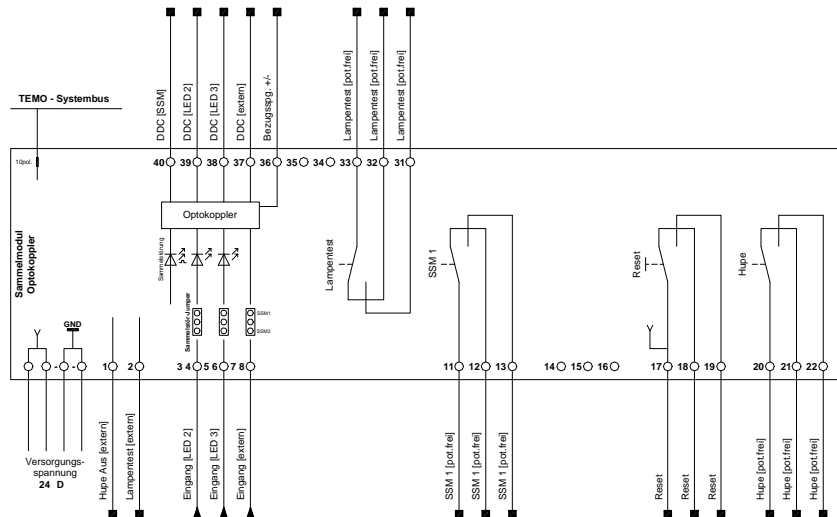 TEMO - Systembus
10pol.
DDC [SSM]
DDC [LED 2]
DDC [LED 3]
DDC [extern]
Bezugsspg. +/-
Lampentest [pot.frei]
Lampentest [pot.frei]
Lampentest [pot.frei]
40 39 38 37 36 35 34 33 32 31
Optokoppler
Sammelmodul
Optokoppler
Sammelstörung
Lampentest
SSM 1
Reset
Hupe
Sammelstör-Jumper
SSM1
SSM2
GND
- -
1 2 3 4 5 6 7 8 11 12 13 14 15 16 17 18 19 20 21 22
Versorgungs-
spannung
24 D
Hupe Aus [extern]
Lampentest [extern]
Eingang [LED 2]
Eingang [LED 3]
Eingang [extern]
SSM 1 [pot.frei]
SSM 1 [pot.frei]
SSM 1 [pot.frei]
Reset
Reset
Reset
Hupe [pot.frei]
Hupe [pot.frei]
Hupe [pot.frei]